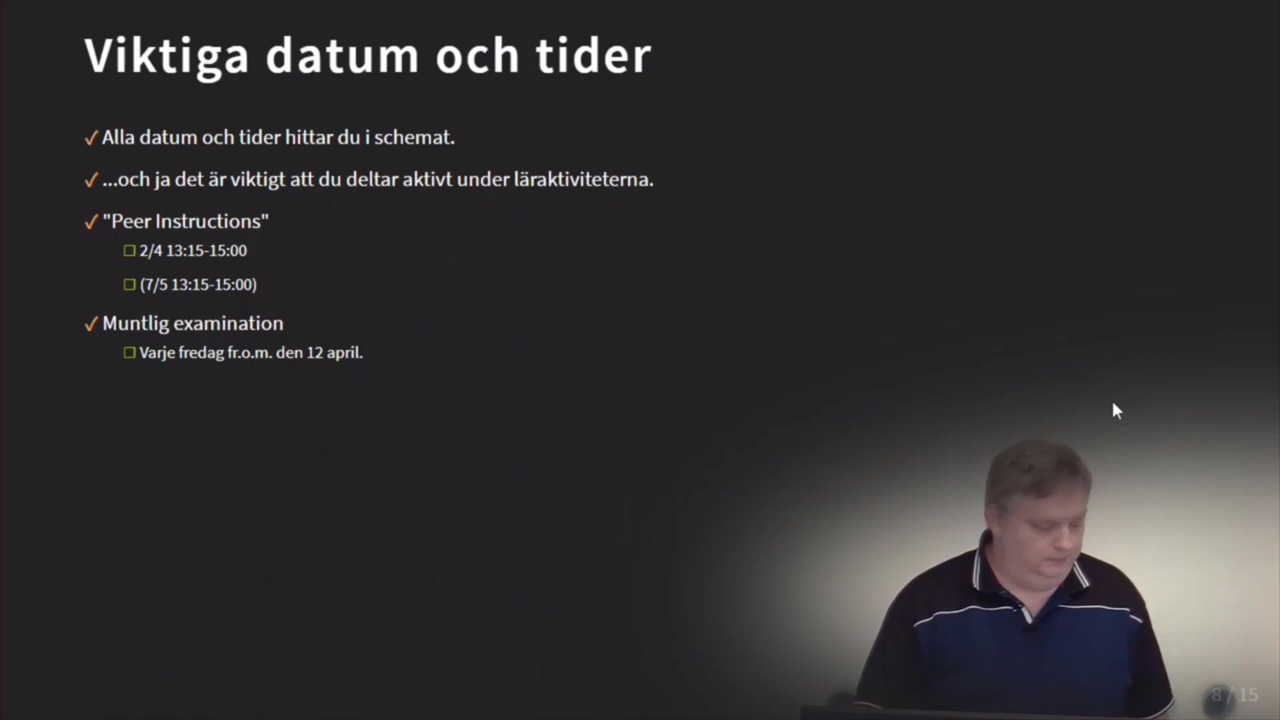 Viktiga datum och tider
✓ Alla datum och tider hittar du i schemat.
✓ ...och ja det är viktigt att du deltar aktivt under läraktiviteterna.
✓ "Peer Instructions"
☐ 2/4 13:15-15:00
☐ (7/5 13:15-15:00)
✓ Muntlig examination
☐ Varje fredag fr.o.m. den 12 april.
8 / 15